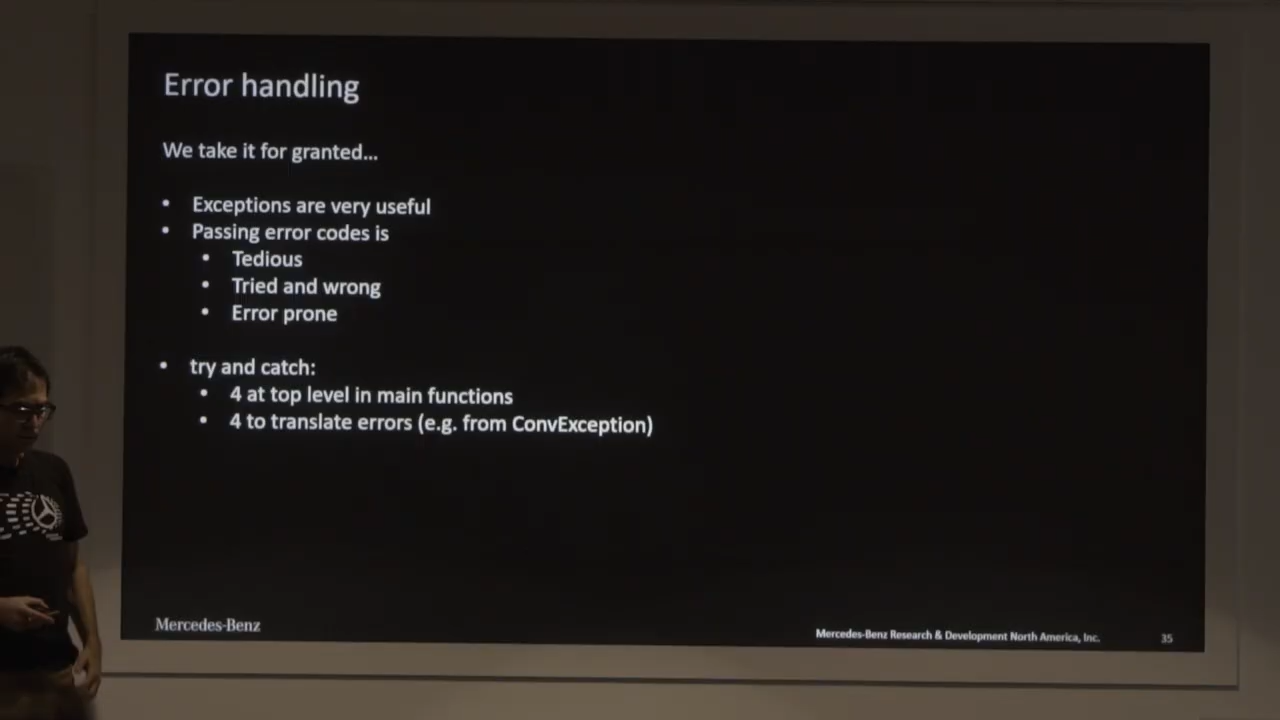 Error handling
We take it for granted...
• Exceptions are very useful
• Passing error codes is
• Tedious
• Tried and wrong
• Error prone
• try and catch:
• 4 at top level in main functions
• 4 to translate errors (e.g. from ConvException)
Mercedes-Benz
Mercedes-Benz Research & Development North America, Inc.
35